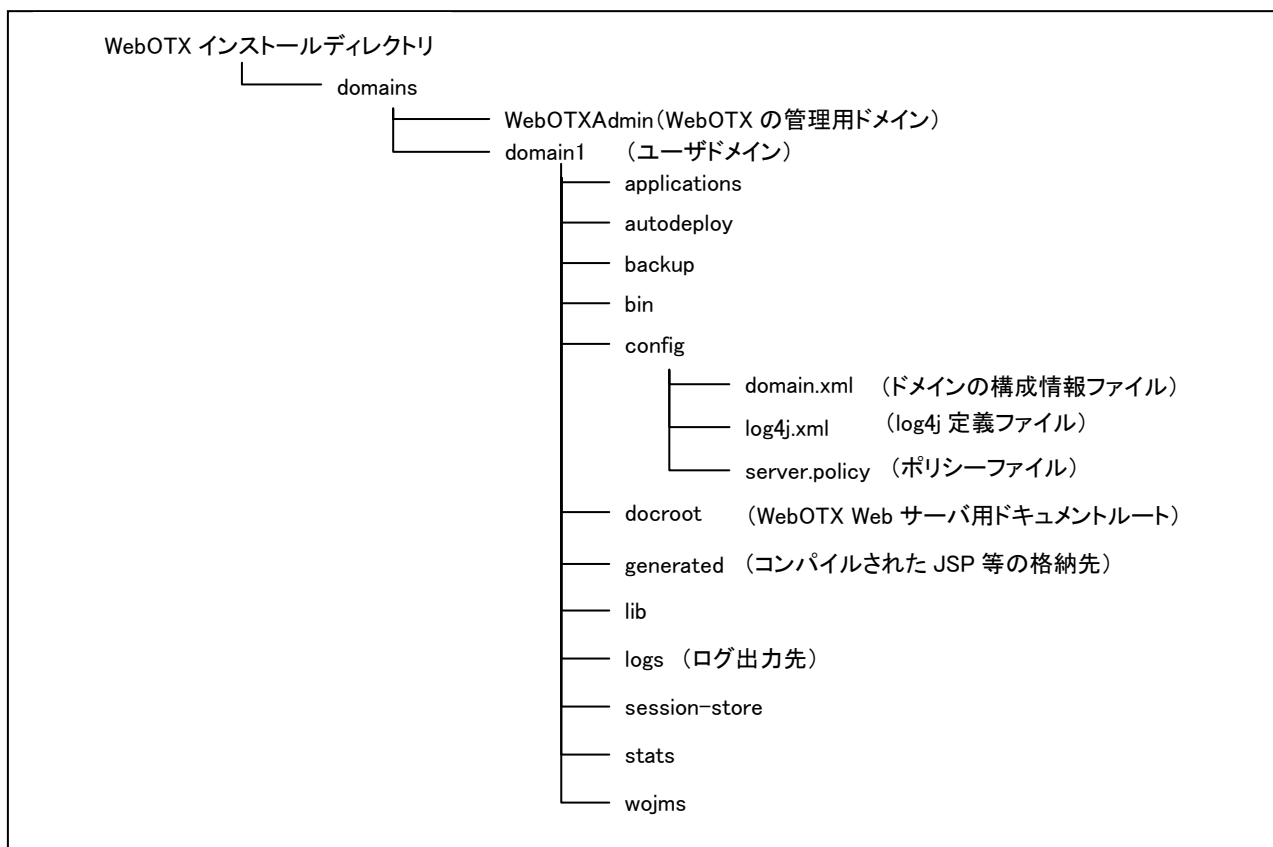 WebOTX インストールディレクトリ
domains
WebOTXAdmin（WebOTX の管理用ドメイン）
domain1 （ユーザドメイン）
applications
autodeploy
backup
bin
config
domain.xml （ドメインの構成情報ファイル）
log4j.xml （log4j 定義ファイル）
server.policy （ポリシーファイル）
docroot （WebOTX Web サーバ用ドキュメントルート）
generated （コンパイルされた JSP 等の格納先）
lib
logs （ログ出力先）
session-store
stats
wojms